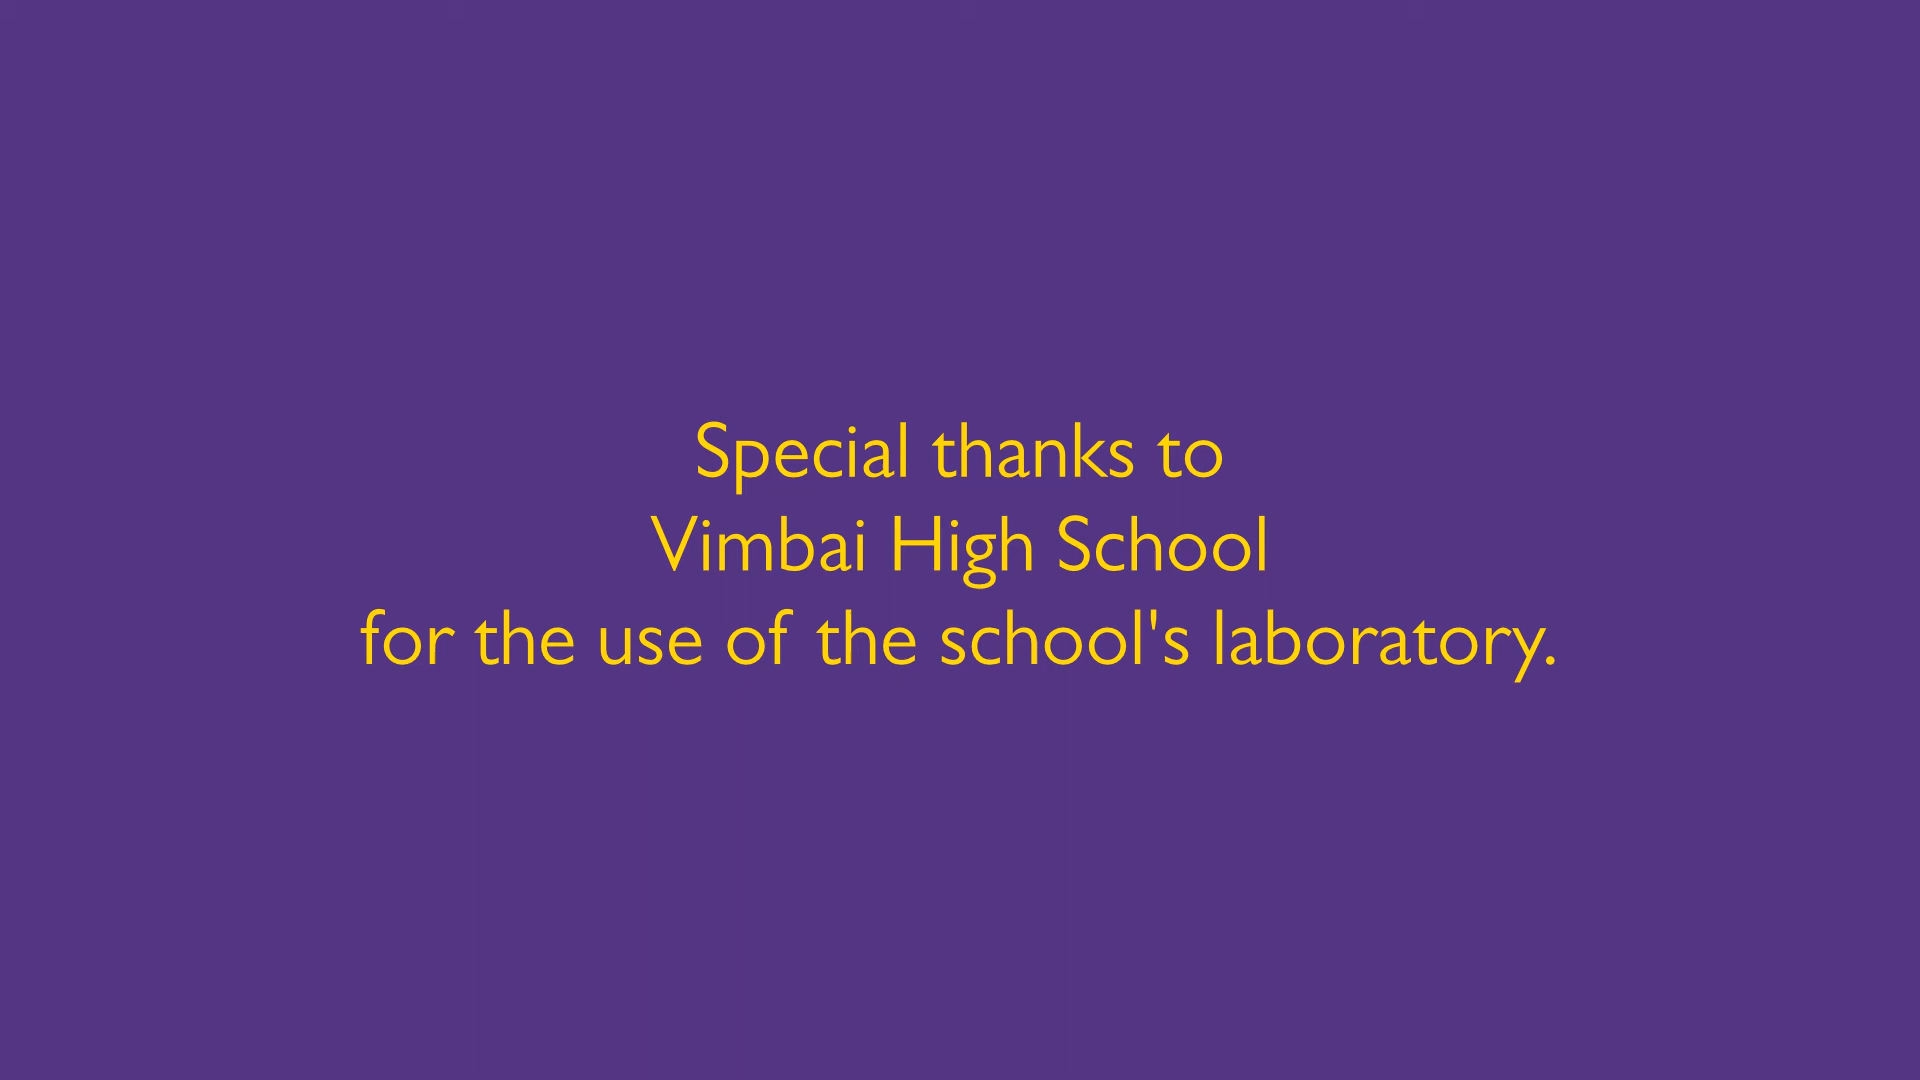 Special thanks to
Vimbai High School
for the use of the school's laboratory.